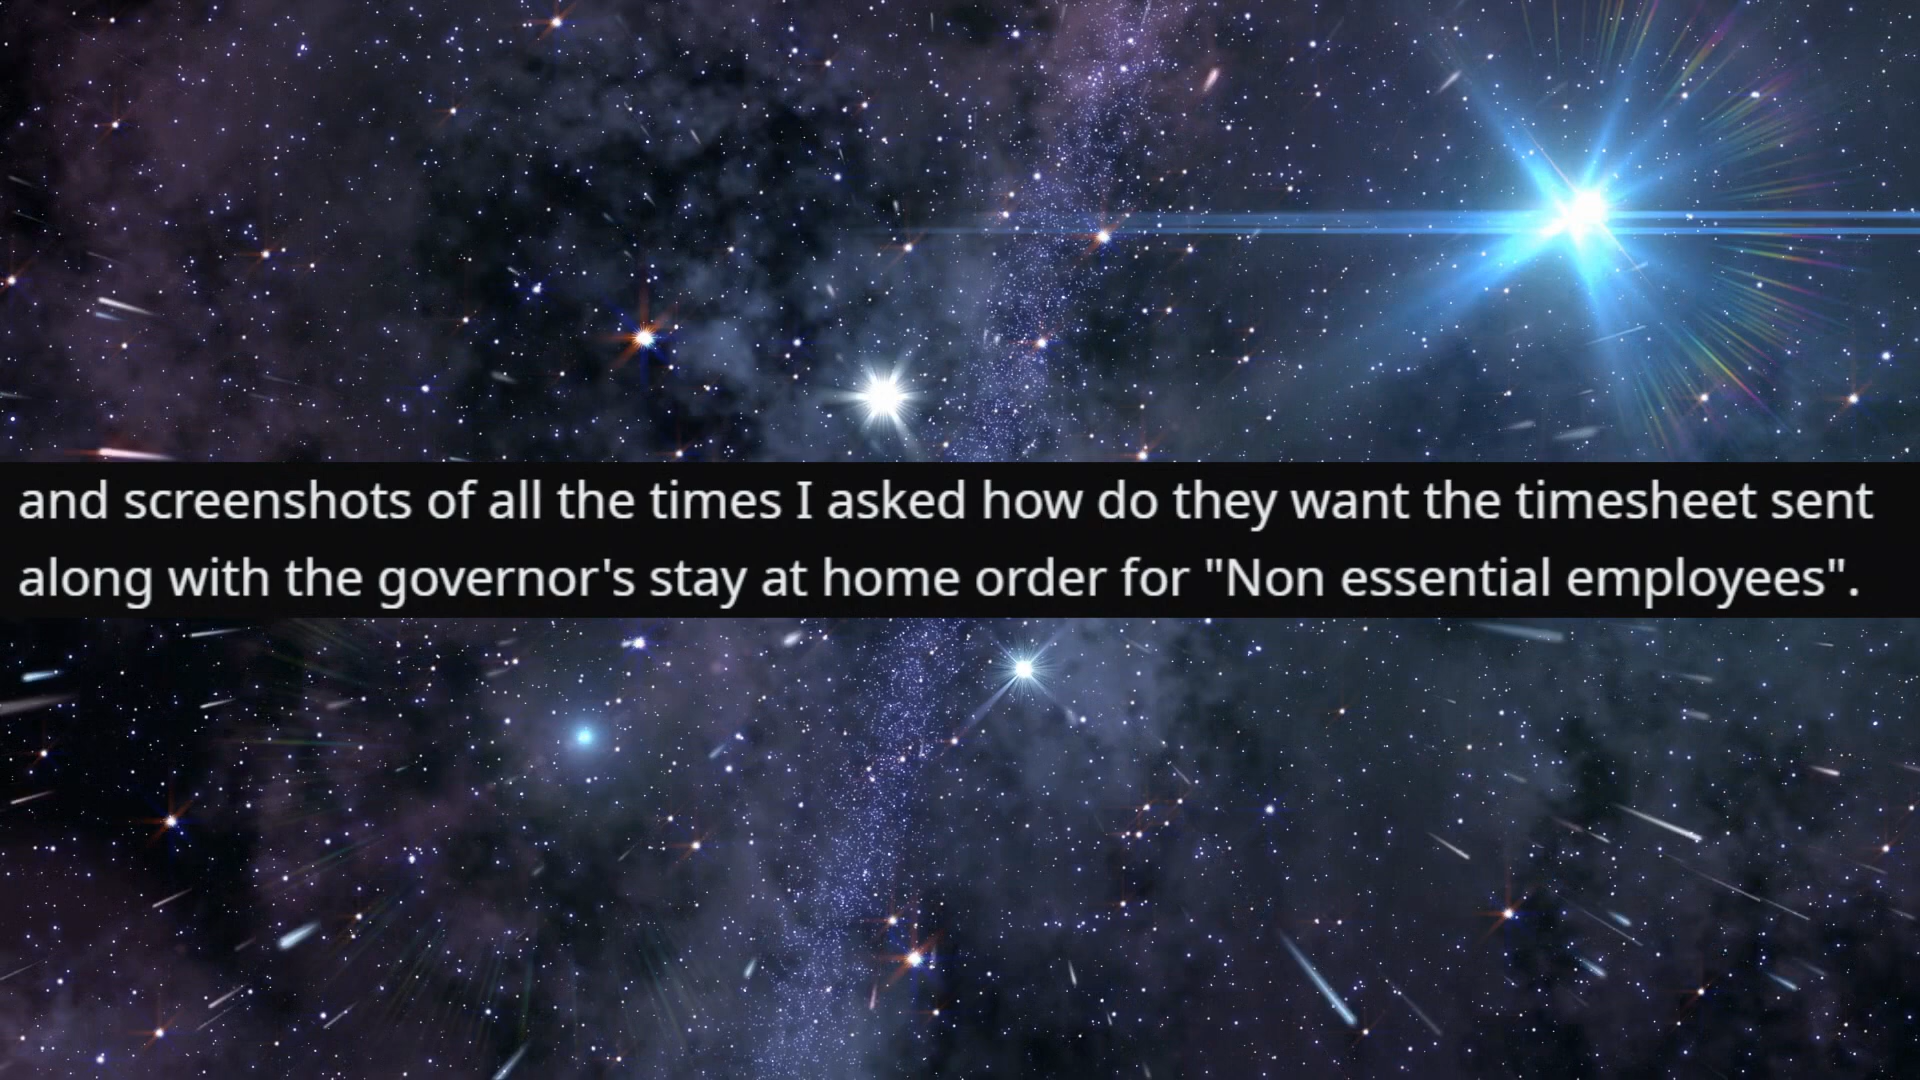 and screenshots of all the times I asked how do they want the timesheet sent
along with the governor's stay at home order for "Non essential employees".